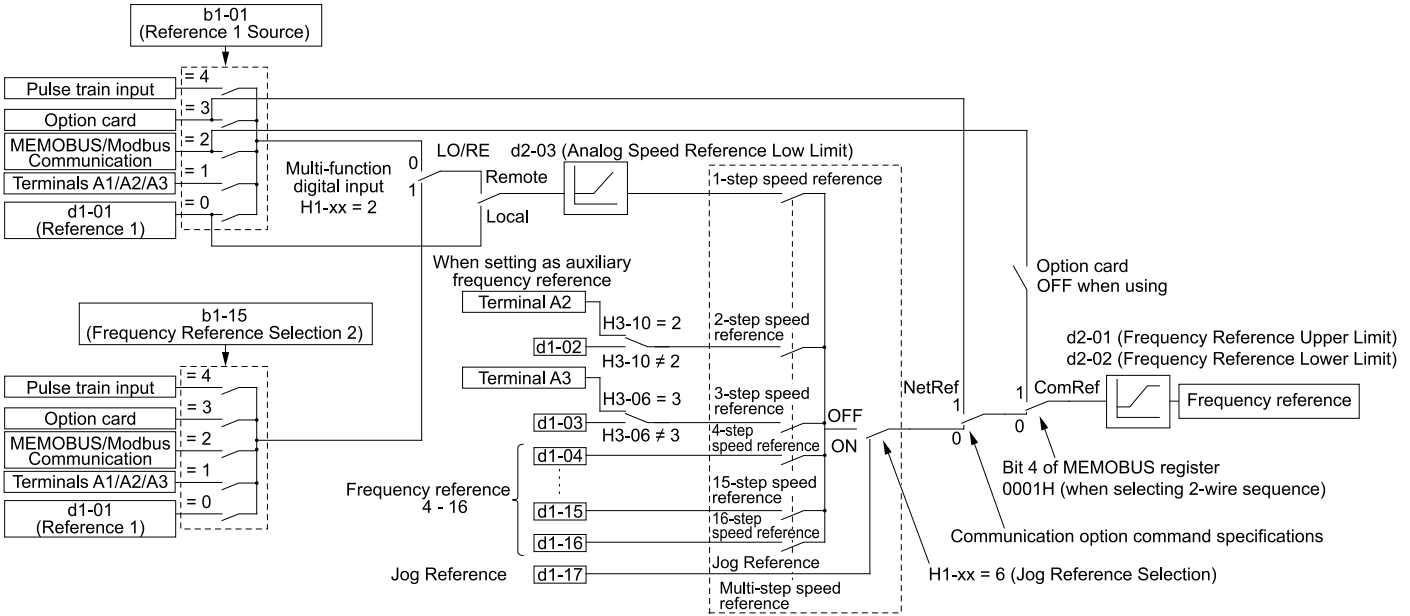 b1-01
(Reference 1 Source)
= 4
Pulse train input
= 3
Option card
= 2
MEMOBUS/Modbus
Communication
= 1
Terminals A1/A2/A3
= 0
d1-01
(Reference 1)
Multi-function
digital input
H1-xx = 2
0
1
LO/RE
Remote
Local
d2-03 (Analog Speed Reference Low Limit)
1-step speed reference
When setting as auxiliary
frequency reference
Terminal A2
H3-10 = 2
d1-02
H3-10 ≠ 2
2-step speed
reference
Terminal A3
H3-06 = 3
d1-03
H3-06 ≠ 3
3-step speed
reference
4-step
speed reference
d1-04
Frequency reference
4 - 16
15-step speed
reference
d1-15
16-step
speed reference
d1-16
Jog Reference
Jog Reference
d1-17
Multi-step speed
reference
b1-15
(Frequency Reference Selection 2)
= 4
Pulse train input
= 3
Option card
= 2
MEMOBUS/Modbus
Communication
= 1
Terminals A1/A2/A3
= 0
d1-01
(Reference 1)
OFF
ON
NetRef
1
0
Option card
OFF when using
1
ComRef
0
d2-01 (Frequency Reference Upper Limit)
d2-02 (Frequency Reference Lower Limit)
Frequency reference
Bit 4 of MEMOBUS register
0001H (when selecting 2-wire sequence)
Communication option command specifications
H1-xx = 6 (Jog Reference Selection)